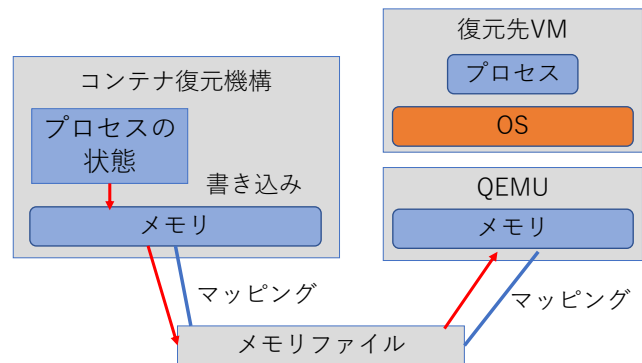 コンテナ復元機構
プロセスの
状態
書き込み
メモリ
マッピング
復元先VM
プロセス
OS
QEMU
メモリ
マッピング
メモリファイル